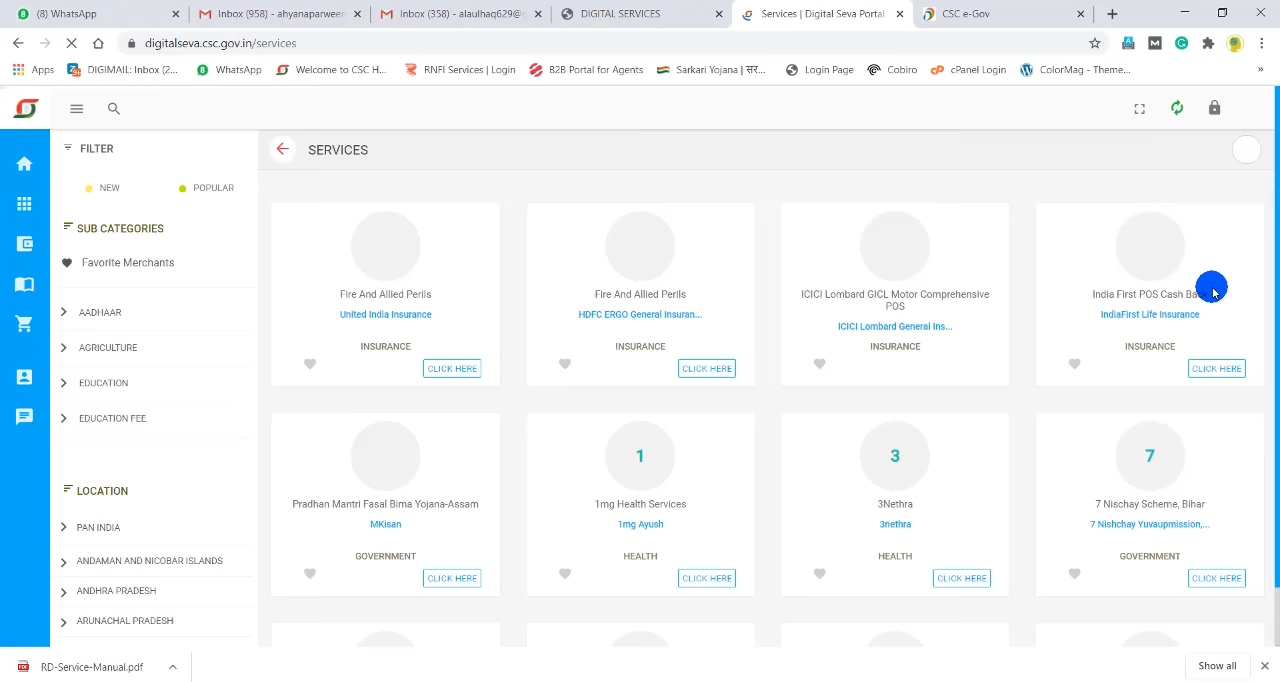 (8) WhatsApp
Inbox (958) - ahyanaparween
Inbox (358) - alaulhaq629@g
DIGITAL SERVICES
Services | Digital Seva Portal
CSC e-Gov
digitalseva.csc.gov.in/services
Apps
DIGIMAIL: Inbox (2...
WhatsApp
Welcome to CSC H...
RNFI Services | Login
B2B Portal for Agents
Sarkari Yojana | सर...
Login Page
Cobiro
cPanel Login
ColorMag - Theme...
FILTER
NEW
POPULAR
SUB CATEGORIES
Favorite Merchants
AADHAAR
AGRICULTURE
EDUCATION
EDUCATION FEE
LOCATION
PAN INDIA
ANDAMAN AND NICOBAR ISLANDS
ANDHRA PRADESH
ARUNACHAL PRADESH
SERVICES
Fire And Allied Perils
United India Insurance
INSURANCE
CLICK HERE
Fire And Allied Perils
HDFC ERGO General Insuran...
INSURANCE
CLICK HERE
ICICI Lombard GICL Motor Comprehensive
POS
ICICI Lombard General Ins...
INSURANCE
India First POS Cash
IndiaFirst Life Insurance
INSURANCE
CLICK HERE
Pradhan Mantri Fasal Bima Yojana-Assam
MKisan
GOVERNMENT
CLICK HERE
1
1mg Health Services
1mg Ayush
HEALTH
CLICK HERE
3
3Nethra
3nethra
HEALTH
CLICK HERE
7
7 Nischay Scheme, Bihar
7 Nishchay Yuvaupmission,...
GOVERNMENT
CLICK HERE
RD-Service-Manual.pdf
Show all